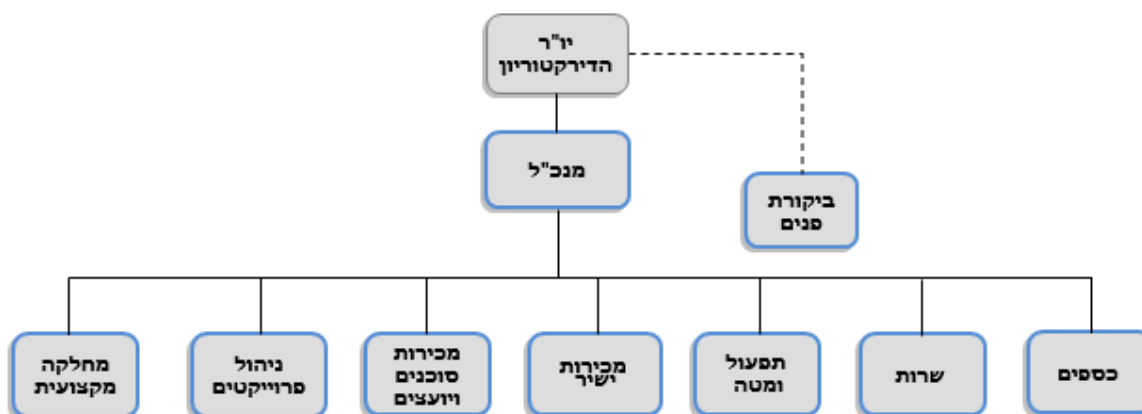 יו"ר
הדירקטוריון
מנכ"ל
ביקורת
פנים
כספים
שרות
תפעול
ומטה
מכירות
ישיר
מכירות
סוכנים
ויועצים
ניהול
פרוייקטים
מחלקה
מקצועית